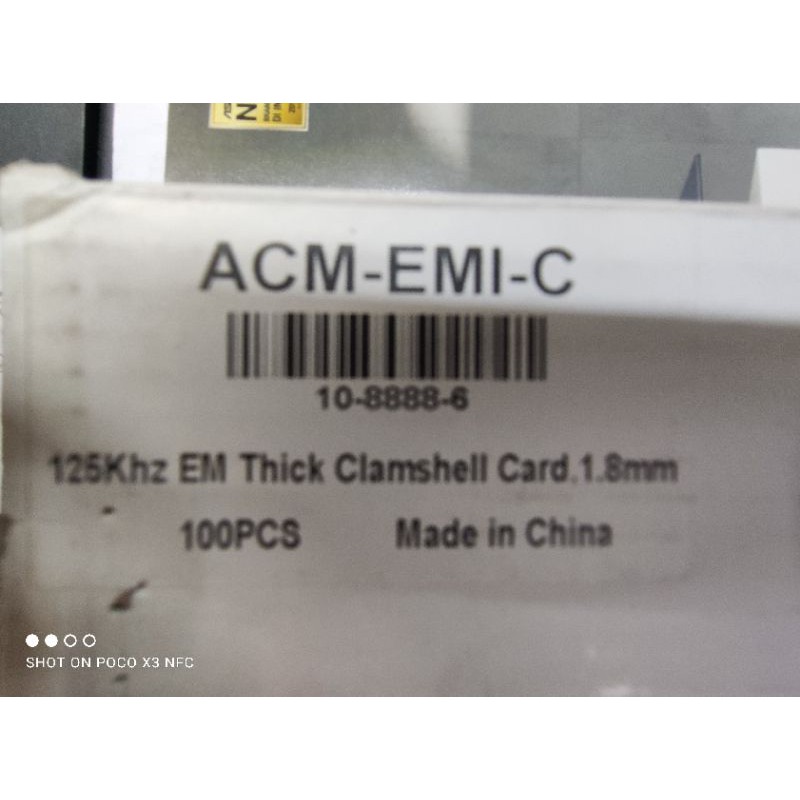 ACM-EMI-C
10-8888-6
125Khz EM Thick Clamshell Card.1.8mm
100PCS Made in China
SHOT ON POCO X3 NFC